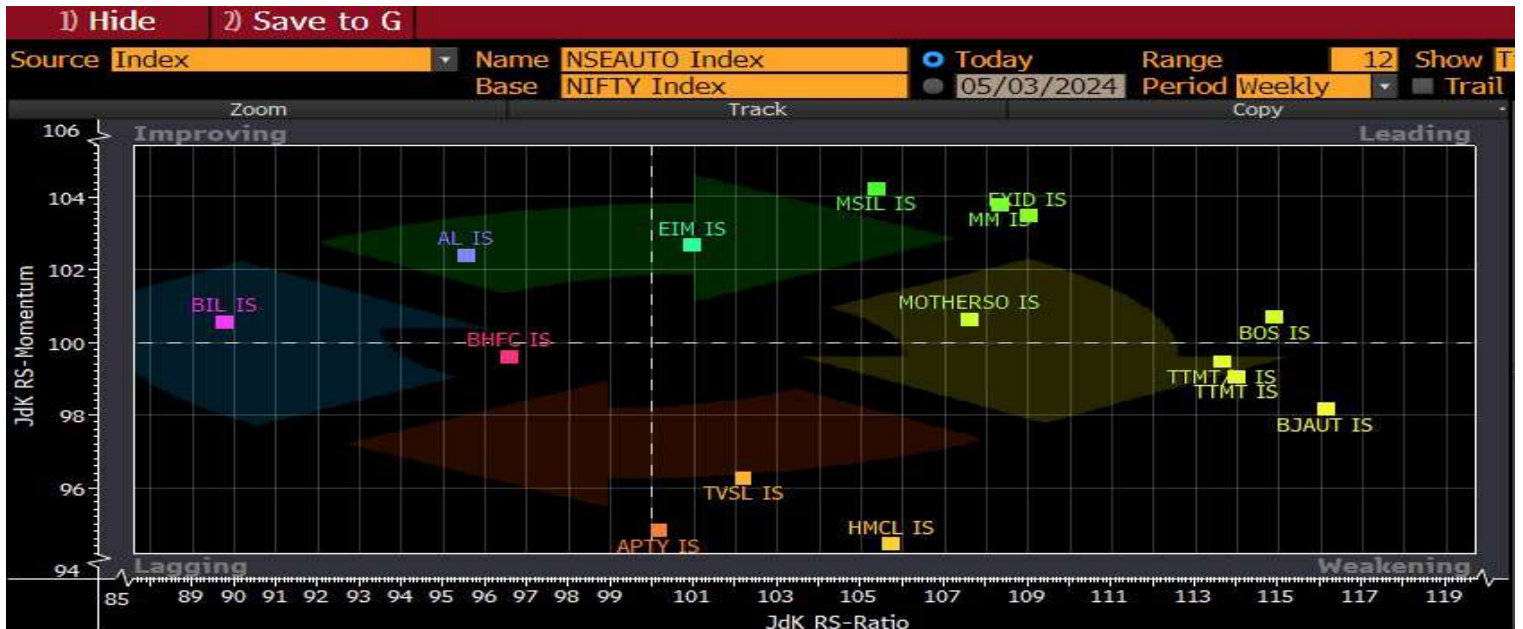 1) Hide 2) Save to G
Source Index Name NSEAUTO Index Today Range 12 Show
Base NIFTY Index 05/03/2024 Period Weekly Trail
Zoom Track Copy
106
Improving Leading
104
MSIL IS EXID IS
MM IS
EIM IS
AL IS
102
BIL IS MOTHERSO IS
BOS IS
100
BHFC IS
TTMT/A IS
TTMT IS
98
BJAUT IS
96
TVSL IS
HMCL IS
APTY IS
94
Lagging Weakening
85 89 90 91 92 93 94 95 96 97 98 99 101 103 105 107 109 111 113 115 117 119
JdK RS-Momentum
JdK RS-Ratio